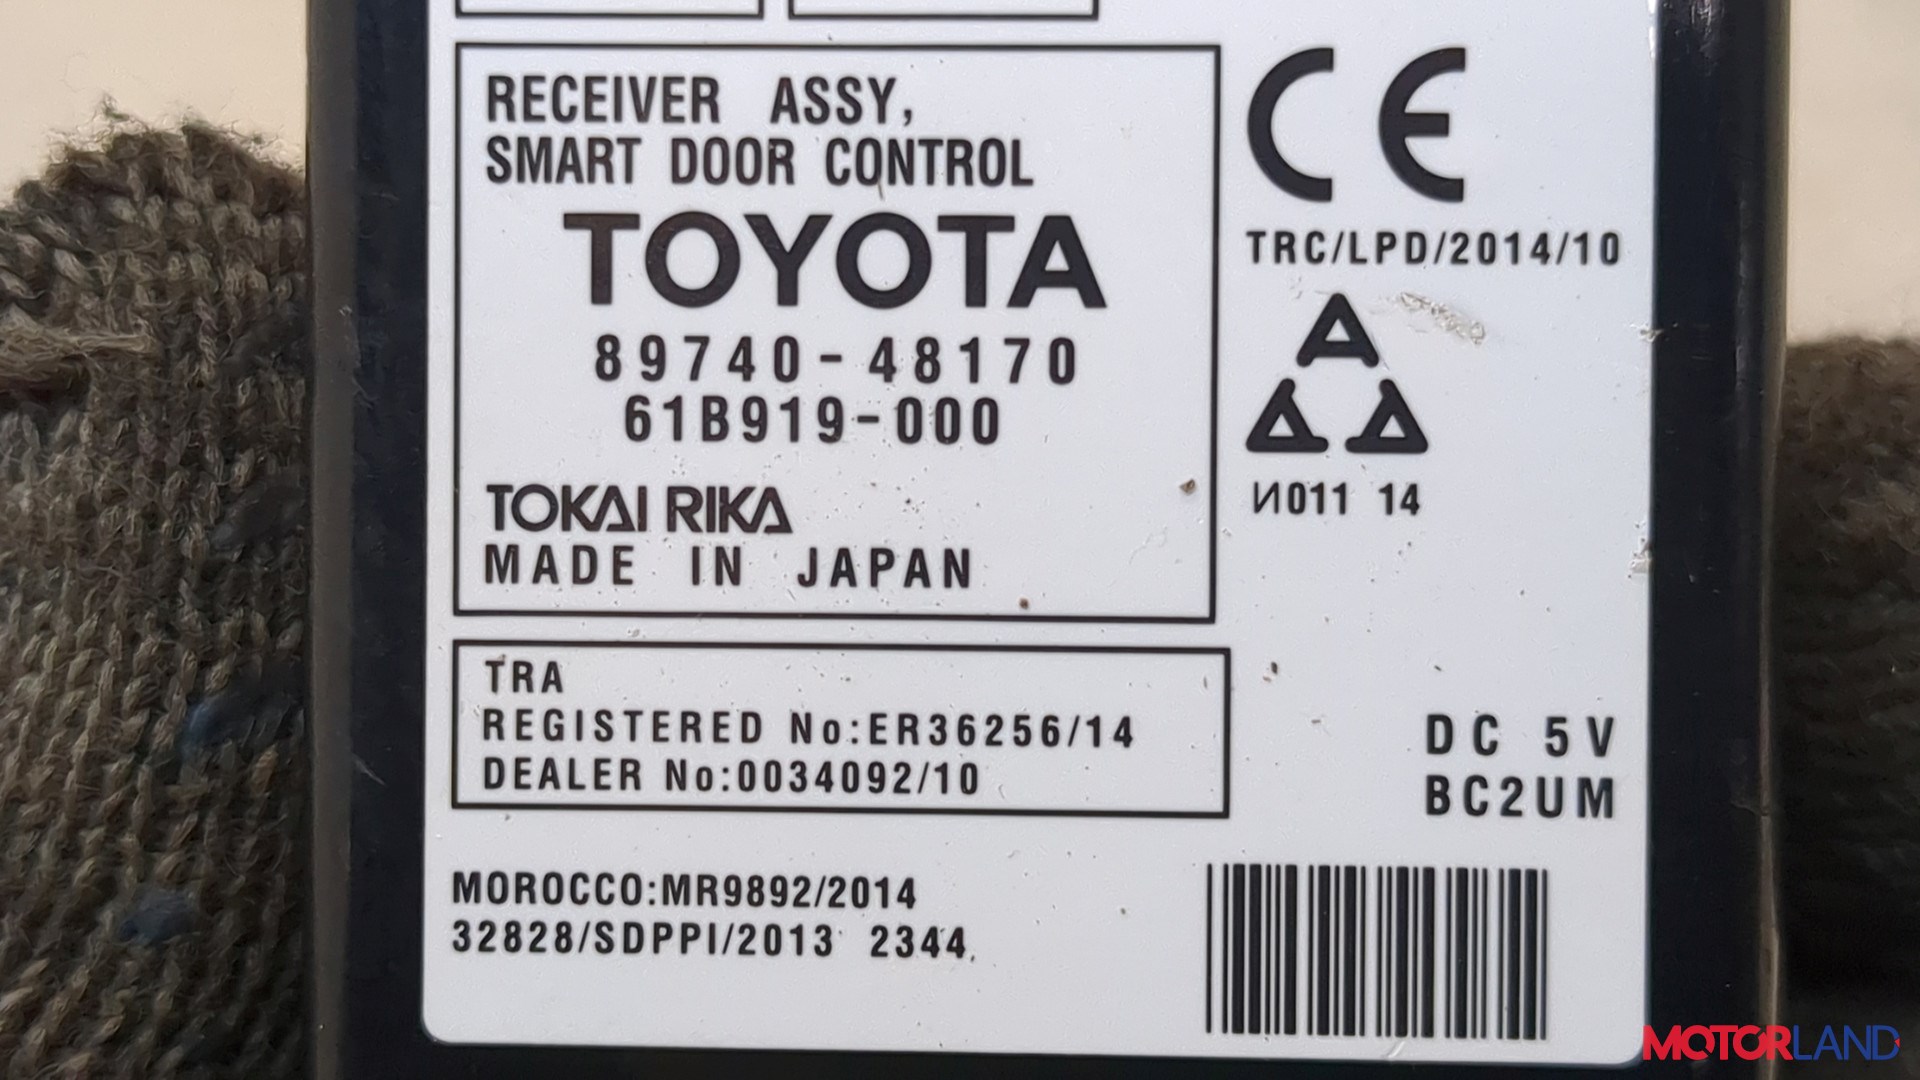 RECEIVER ASSY,
SMART DOOR CONTROL
TOYOTA
89740-48170
61B919-000
TOKAI RIKA
MADE IN JAPAN
CE
TRC/LPD/2014/10
И011 14
TRA
REGISTERED No:ER36256/14
DEALER No:0034092/10
DC 5V
BC2UM
MOROCCO:MR9892/2014
32828/SDPPI/2013 2344
MOTORLAND